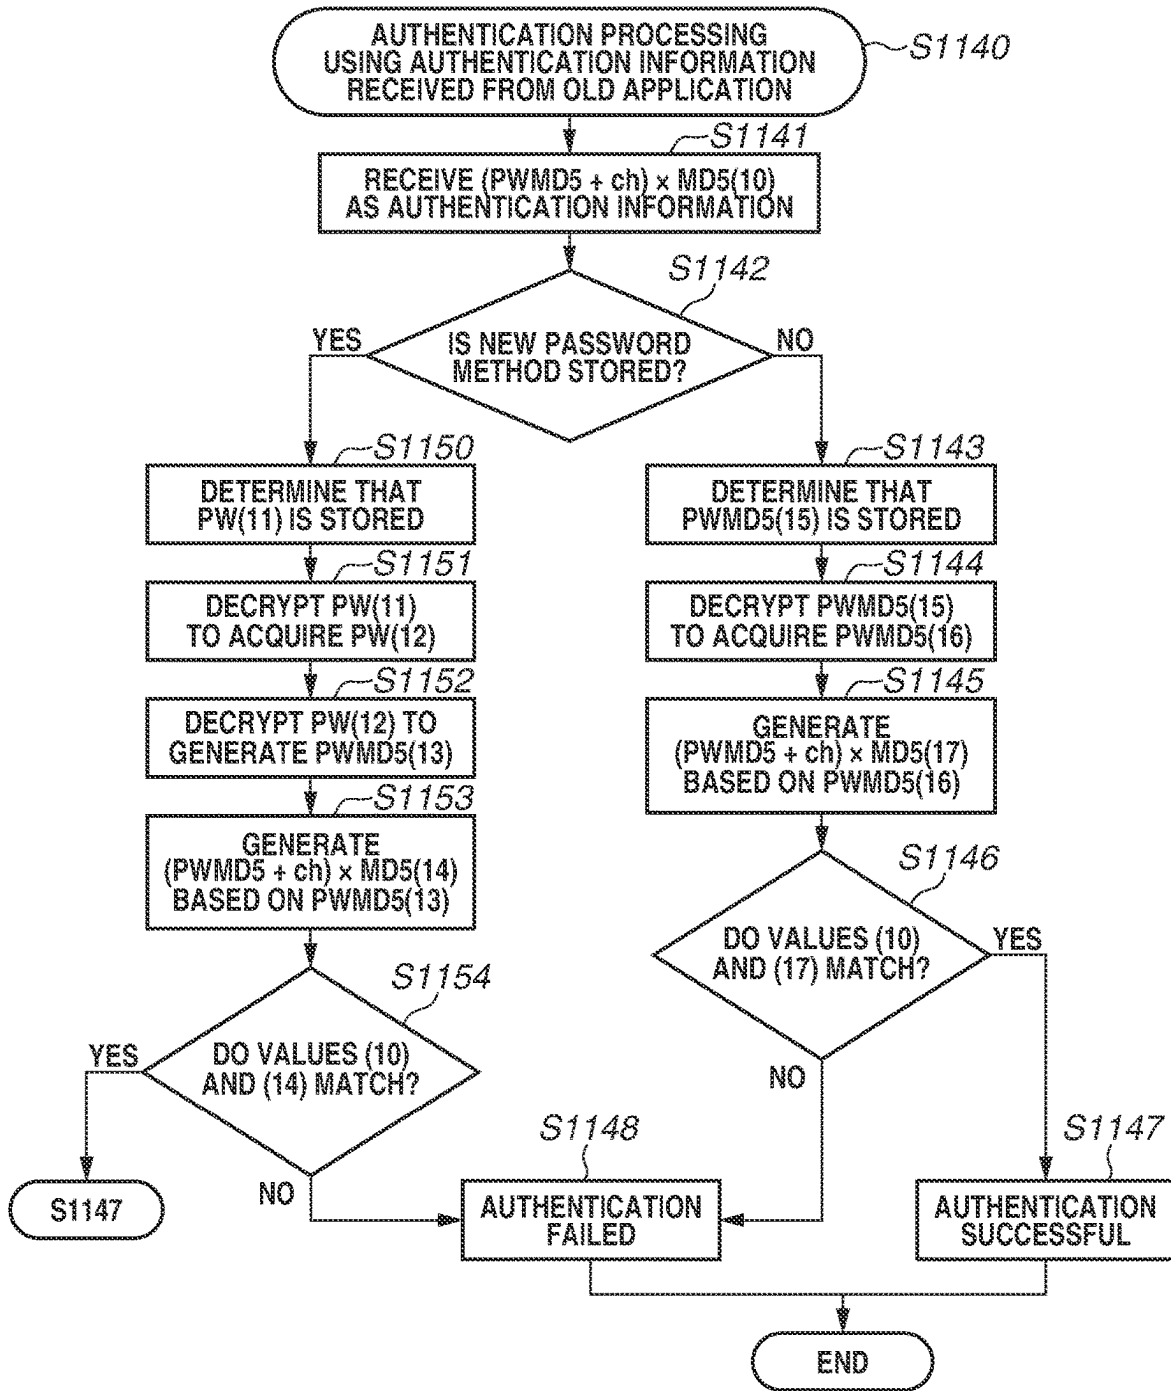 AUTHENTICATION PROCESSING
USING AUTHENTICATION INFORMATION
RECEIVED FROM OLD APPLICATION
S1140
S1141
RECEIVE (PWMD5 + ch) × MD5(10)
AS AUTHENTICATION INFORMATION
S1142
IS NEW PASSWORD
METHOD STORED?
YES
NO
S1150
DETERMINE THAT
PW(11) IS STORED
S1151
DECRYPT PW(11)
TO ACQUIRE PW(12)
S1152
DECRYPT PW(12) TO
GENERATE PWMD5(13)
S1153
GENERATE
(PWMD5 + ch) × MD5(14)
BASED ON PWMD5(13)
S1154
DO VALUES (10)
AND (14) MATCH?
YES
NO
S1147
S1143
DETERMINE THAT
PWMD5(15) IS STORED
S1144
DECRYPT PWMD5(15)
TO ACQUIRE PWMD5(16)
S1145
GENERATE
(PWMD5 + ch) × MD5(17)
BASED ON PWMD5(16)
S1146
DO VALUES (10)
AND (17) MATCH?
YES
NO
S1148
AUTHENTICATION
FAILED
S1147
AUTHENTICATION
SUCCESSFUL
END